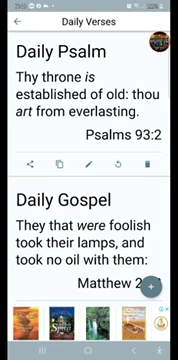 Daily Verses
Daily Psalm
Thy throne is
established of old: thou
art from everlasting.
Psalms 93:2
Daily Gospel
They that were foolish
took their lamps, and
took no oil with them:
Matthew